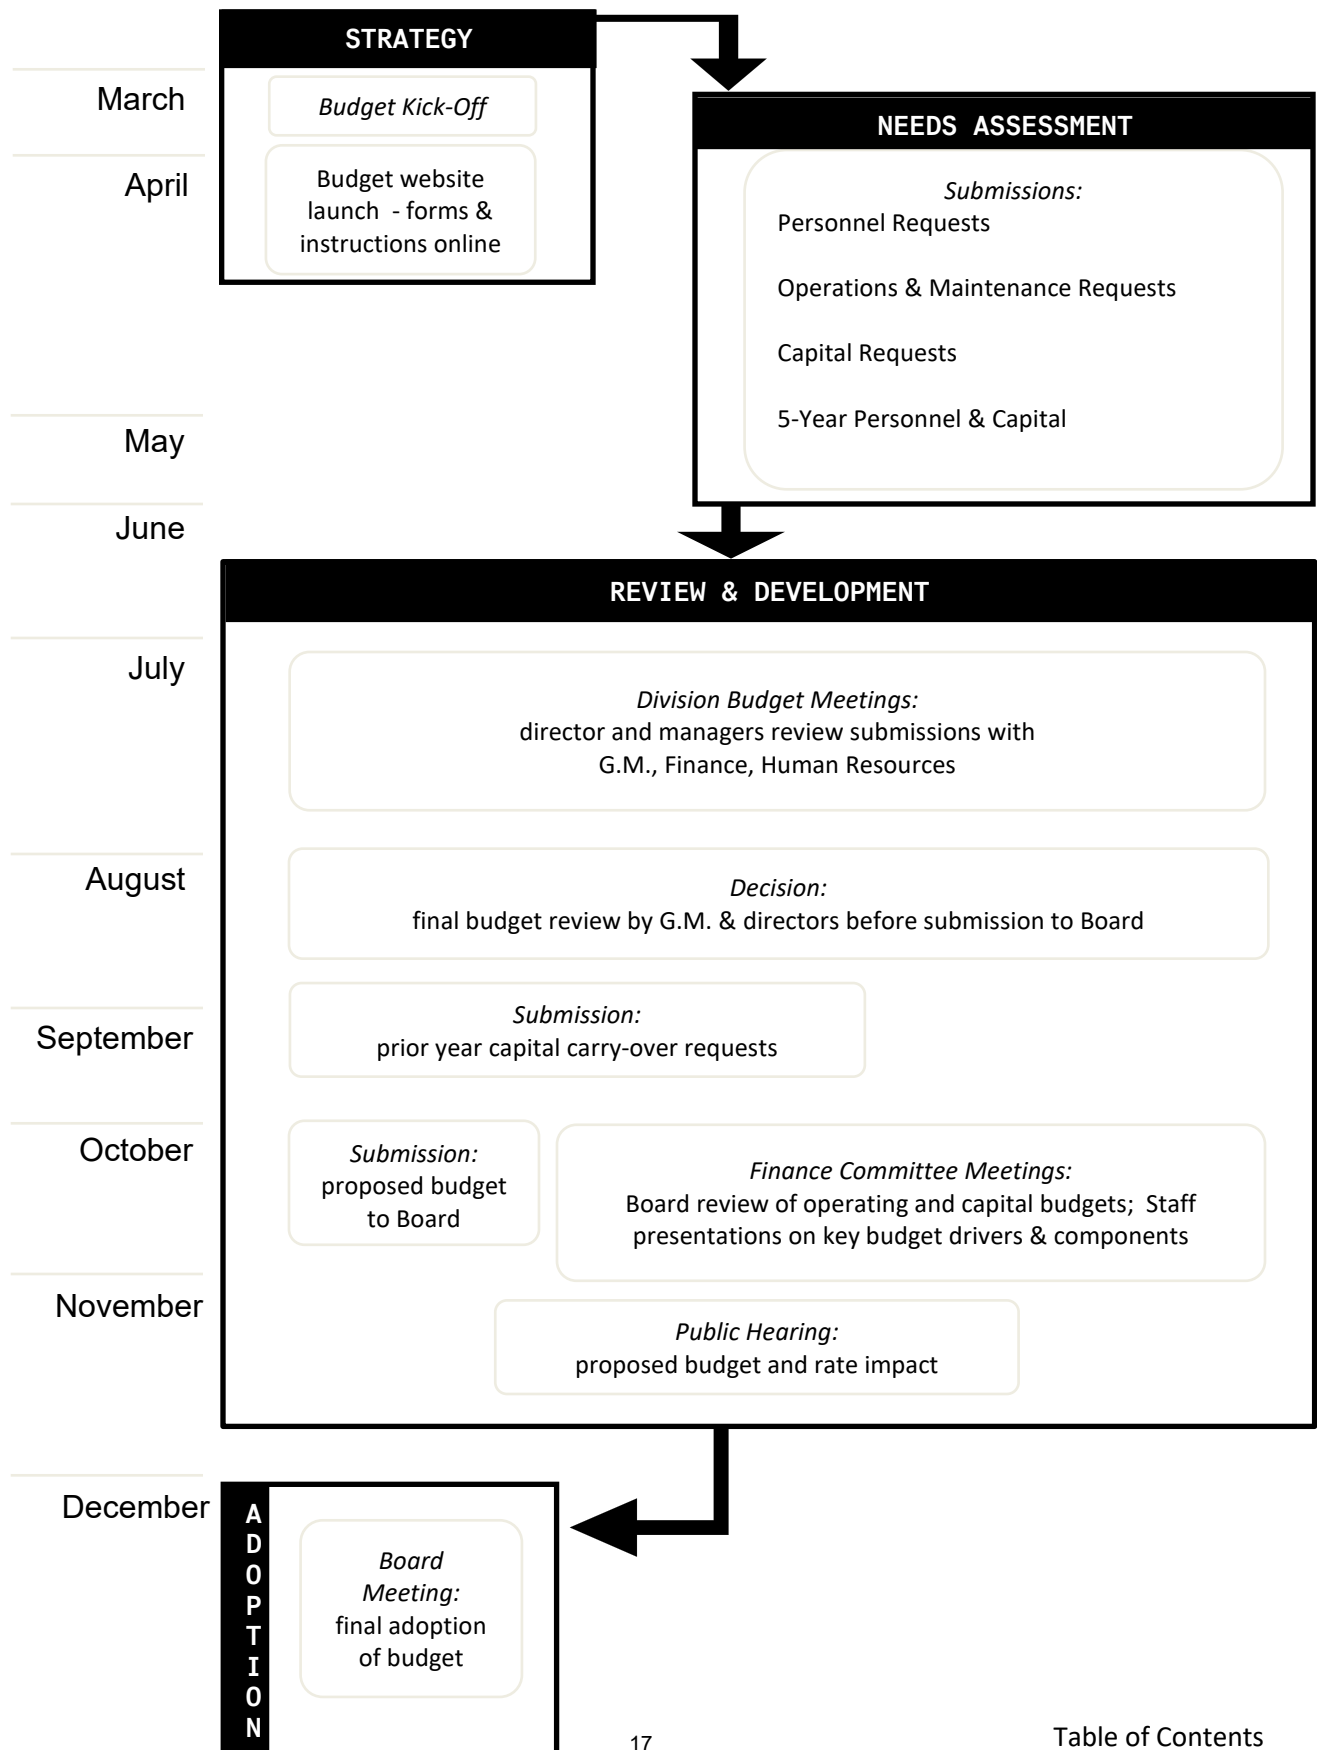 STRATEGY
March
Budget Kick-Off
April
Budget website
launch - forms &
instructions online
NEEDS ASSESSMENT
Submissions:
Personnel Requests
Operations & Maintenance Requests
Capital Requests
5-Year Personnel & Capital
May
June
REVIEW & DEVELOPMENT
July
Division Budget Meetings:
director and managers review submissions with
G.M., Finance, Human Resources
August
Decision:
final budget review by G.M. & directors before submission to Board
September
Submission:
prior year capital carry-over requests
October
Submission:
proposed budget
to Board
Finance Committee Meetings:
Board review of operating and capital budgets; Staff
presentations on key budget drivers & components
November
Public Hearing:
proposed budget and rate impact
December
ADOPTION
Board
Meeting:
final adoption
of budget
17
Table of Contents